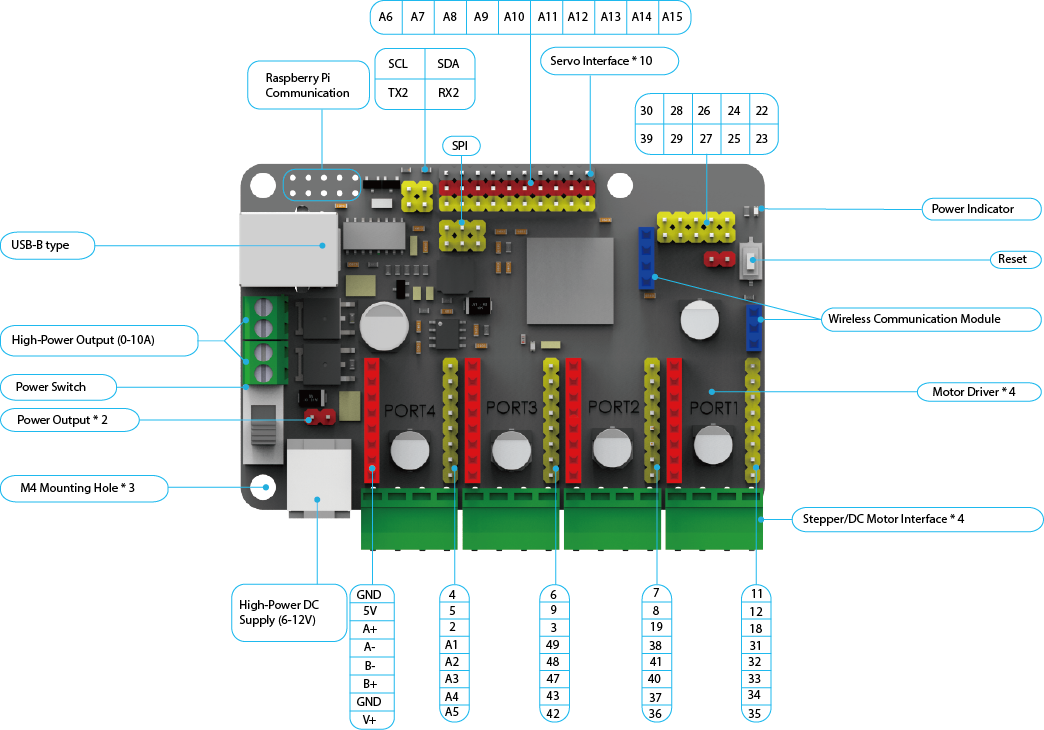 A6 A7 A8 A9 A10 A11 A12 A13 A14 A15
Servo Interface * 10
SCL SDA
TX2 RX2
Raspberry Pi
Communication
30 28 26 24 22
39 29 27 25 23
SPI
Power Indicator
USB-B type
Reset
Wireless Communication Module
High-Power Output (0-10A)
Power Switch
Motor Driver * 4
Power Output * 2
PORT4 PORT3 PORT2 PORT1
M4 Mounting Hole * 3
Stepper/DC Motor Interface * 4
High-Power DC
Supply (6-12V)
GND
5V
A+
A-
B-
B+
GND
V+
4
5
2
A1
A2
A3
A4
A5
6
9
3
49
48
47
43
42
7
8
19
38
41
40
37
36
11
12
18
31
32
33
34
35